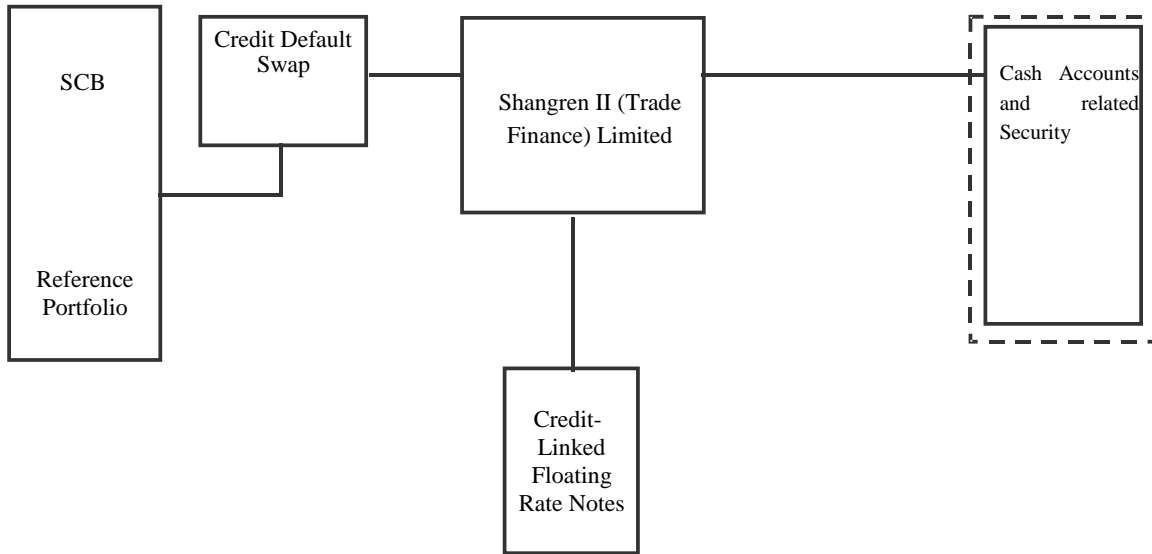 SCB
Reference
Portfolio
Credit Default
Swap
Shangren II (Trade
Finance) Limited
Cash Accounts
and related
Security
Credit-
Linked
Floating
Rate Notes